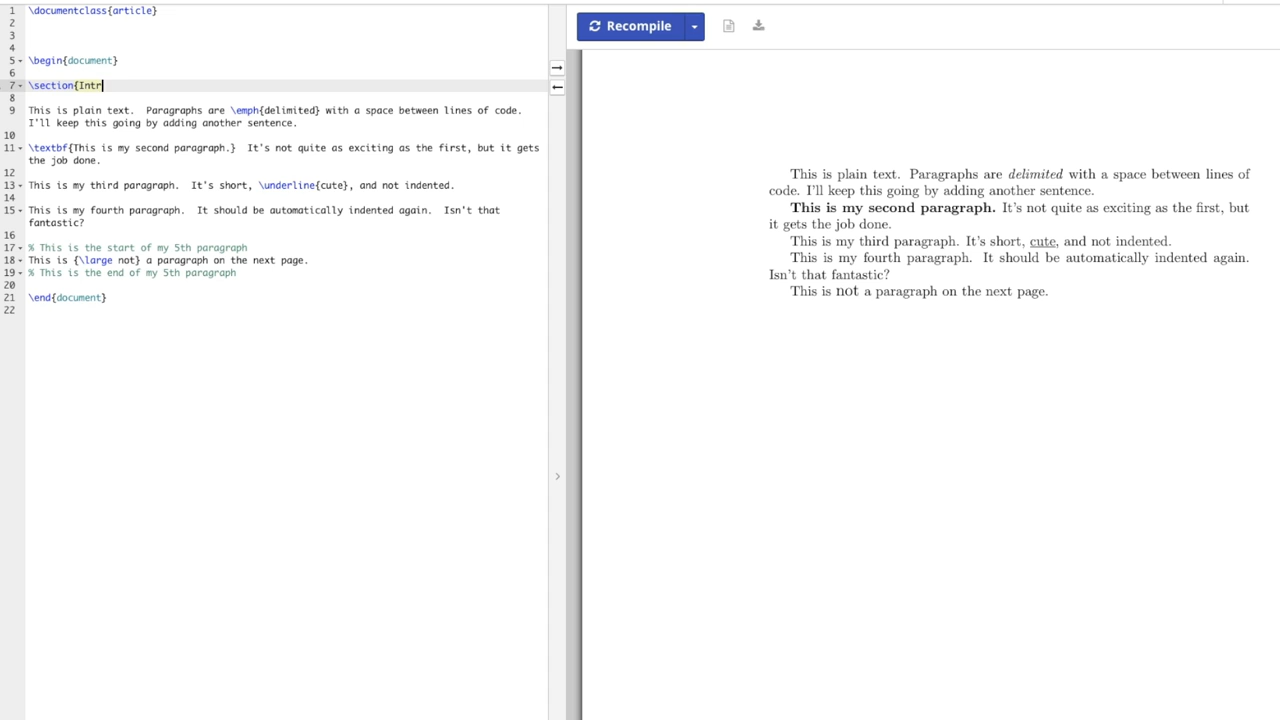 1 \documentclass{article}
2
3
4
5 \begin{document}
6
7 \section{Intr
8
9 This is plain text.  Paragraphs are \emph{delimited} with a space between lines of code.
I'll keep this going by adding another sentence.
10
11 \textbf{This is my second paragraph.}  It's not quite as exciting as the first, but it gets
the job done.
12
13 This is my third paragraph.  It's short, \underline{cute}, and not indented.
14
15 This is my fourth paragraph.  It should be automatically indented again.  Isn't that
fantastic?
16
17 % This is the start of my 5th paragraph
18 This is {\large not} a paragraph on the next page.
19 % This is the end of my 5th paragraph
20
21 \end{document}
22
Recompile
This is plain text. Paragraphs are delimited with a space between lines of
code. I'll keep this going by adding another sentence.
This is my second paragraph. It's not quite as exciting as the first, but
it gets the job done.
This is my third paragraph. It's short, cute, and not indented.
This is my fourth paragraph. It should be automatically indented again.
Isn't that fantastic?
This is not a paragraph on the next page.